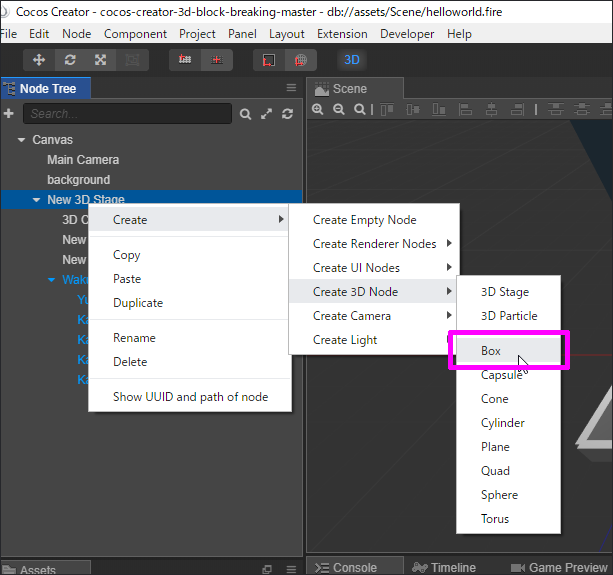 Cocos Creator - cocos-creator-3d-block-breaking-master - db://assets/Scene/helloworld.fire
File Edit Node Component Project Panel Layout Extension Developer Help
3D
Node Tree
Scene
Search...
Canvas
Main Camera
background
New 3D Stage
3D C
New
New
Waku
Yu
Ka
Ka
Ka
Ka
Create
Copy
Paste
Duplicate
Rename
Delete
Show UUID and path of node
Create Empty Node
Create Renderer Nodes
Create UI Nodes
Create 3D Node
Create Camera
Create Light
3D Stage
3D Particle
Box
Capsule
Cone
Cylinder
Plane
Quad
Sphere
Torus
Assets
Console
Timeline
Game Preview